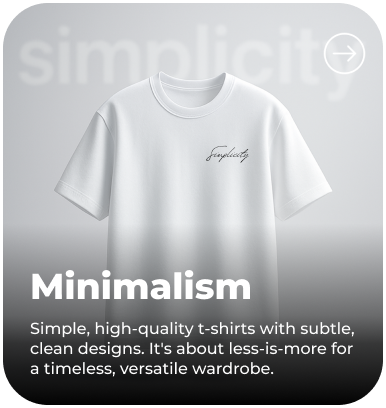 simplicity
Simplicity
Minimalism
Simple, high-quality t-shirts with subtle,
clean designs. It's about less-is-more for
a timeless, versatile wardrobe.